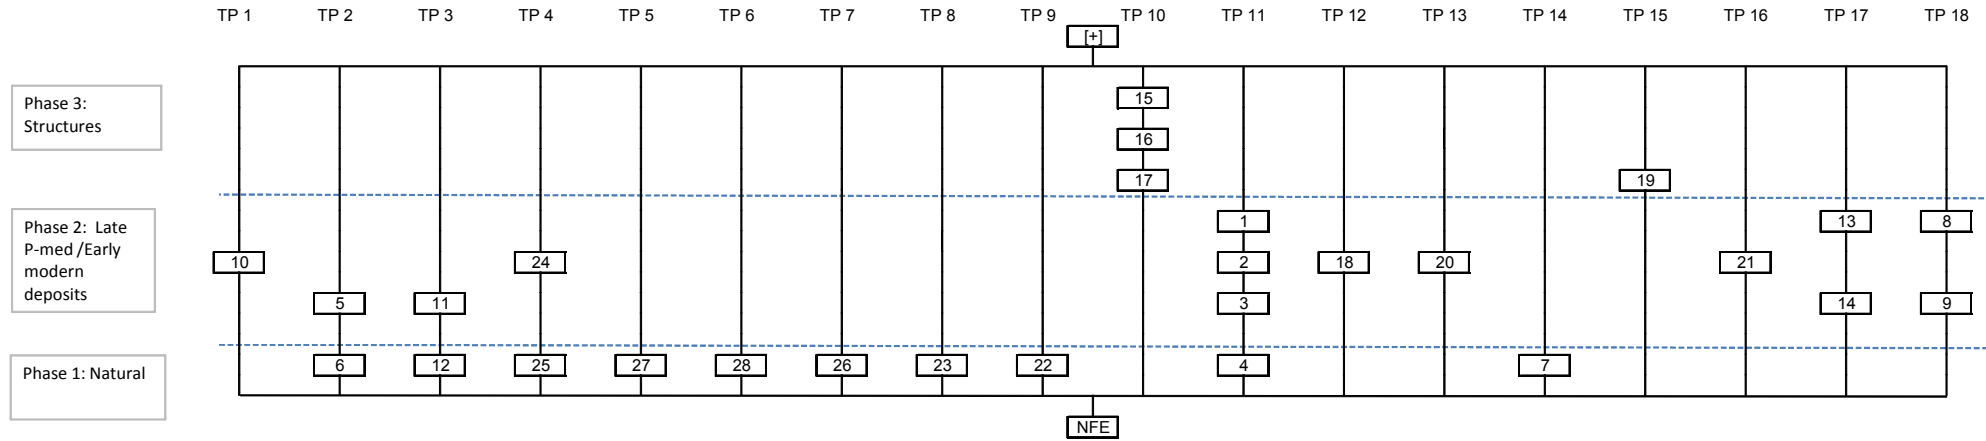 TP 1 TP 2 TP 3 TP 4 TP 5 TP 6 TP 7 TP 8 TP 9 TP 10 TP 11 TP 12 TP 13 TP 14 TP 15 TP 16 TP 17 TP 18
[+]
Phase 3:
Structures
15
16
17 19
Phase 2: Late
P-med /Early
modern
deposits
1 13 8
10 24 2 18 20 21
5 11 3 14 9
Phase 1: Natural
6 12 25 27 28 26 23 22 4 7
NFE